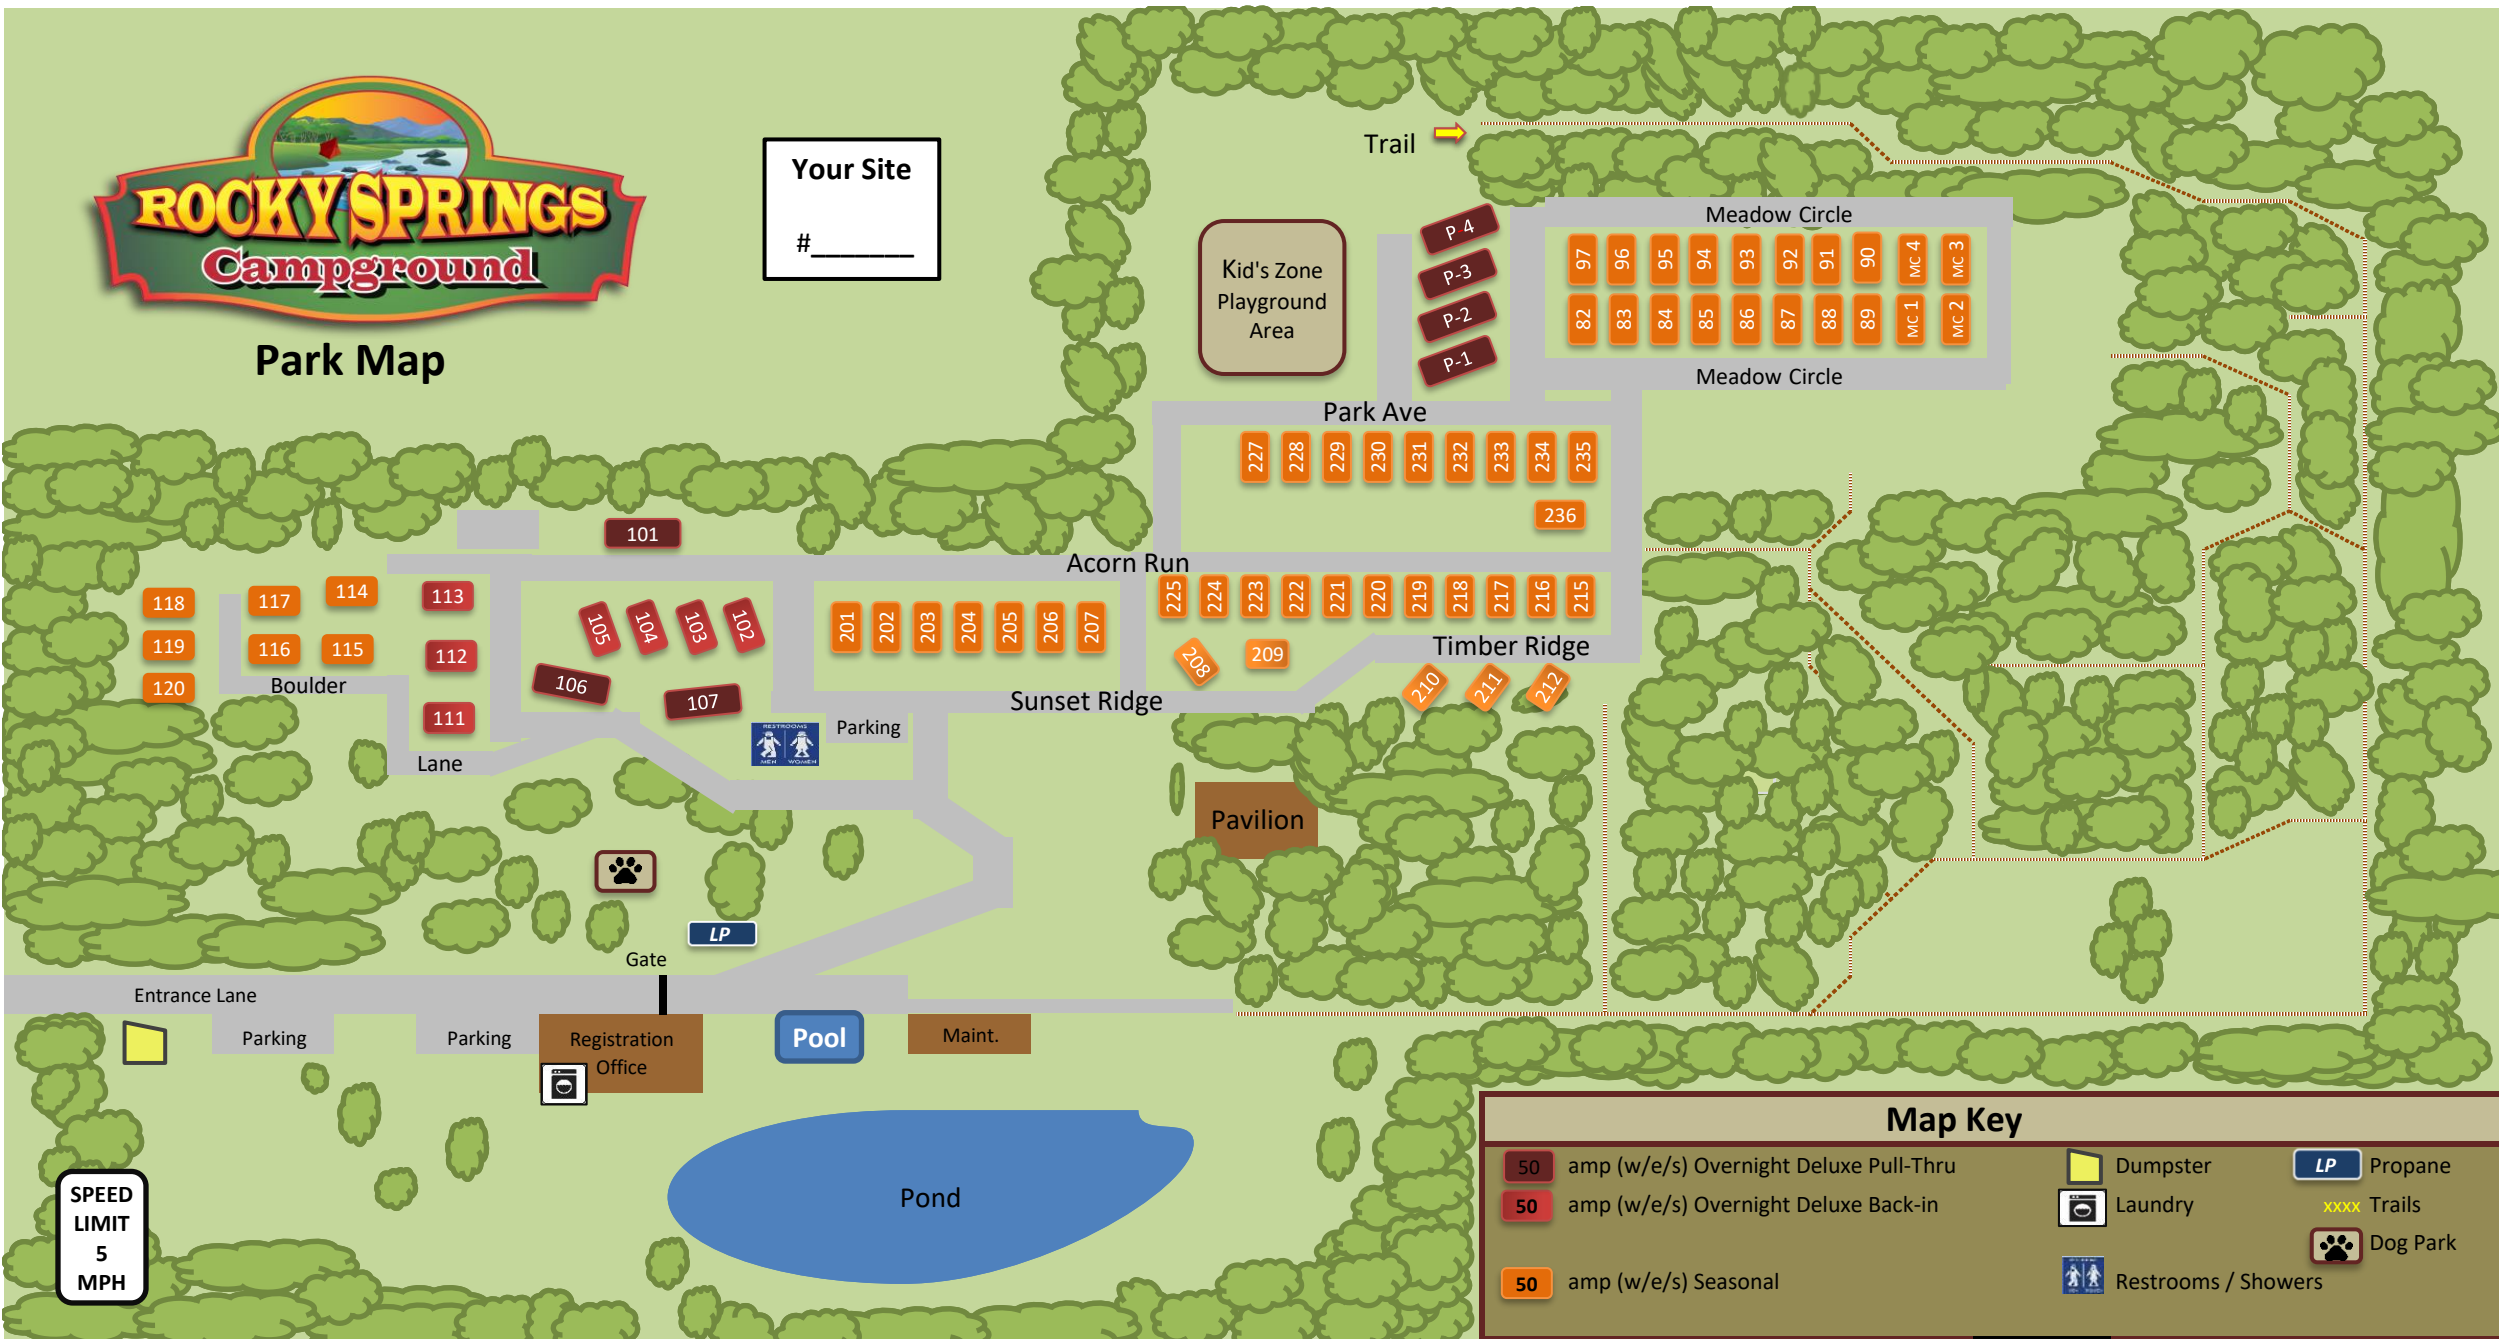 ROCKY SPRINGS
Campground
Park Map
Your Site
#_______
Trail
Kid's Zone
Playground
Area
P-4
P-3
P-2
P-1
Meadow Circle
97 96 95 94 93 92 91 90 MC 4 MC 3
82 83 84 85 86 87 88 89 MC 1 MC 2
Meadow Circle
Park Ave
227 228 229 230 231 232 233 234 235
236
101
Acorn Run
225 224 223 222 221 220 219 218 217 216 215
118 117 114 113
119 116 115 112
120
Boulder
111
Lane
105 104 103 102
106
107
201 202 203 204 205 206 207
208 209
Timber Ridge
210 211 212
Sunset Ridge
RESTROOMS
MEN WOMEN
Parking
Pavilion
LP
Gate
Entrance Lane
Parking
Parking
Registration
Office
Pool
Maint.
Pond
SPEED
LIMIT
5
MPH
Map Key
50 amp (w/e/s) Overnight Deluxe Pull-Thru
50 amp (w/e/s) Overnight Deluxe Back-in
50 amp (w/e/s) Seasonal
Dumpster
Laundry
Restrooms / Showers
LP Propane
xxxx Trails
Dog Park